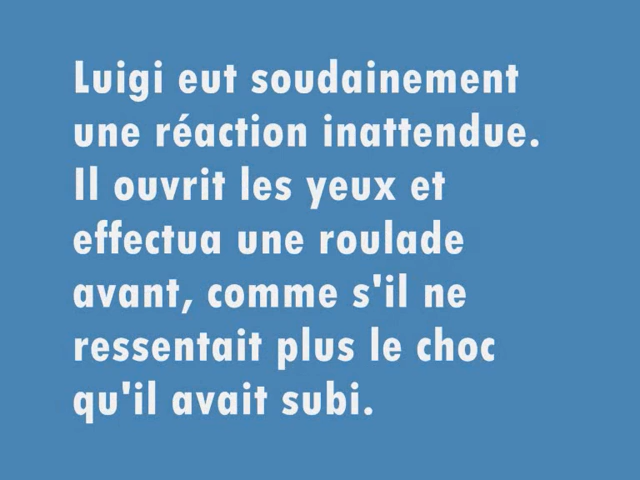 Luigi eut soudainement
une réaction inattendue.
Il ouvrit les yeux et
effectua une roulade
avant, comme s'il ne
ressentait plus le choc
qu'il avait subi.